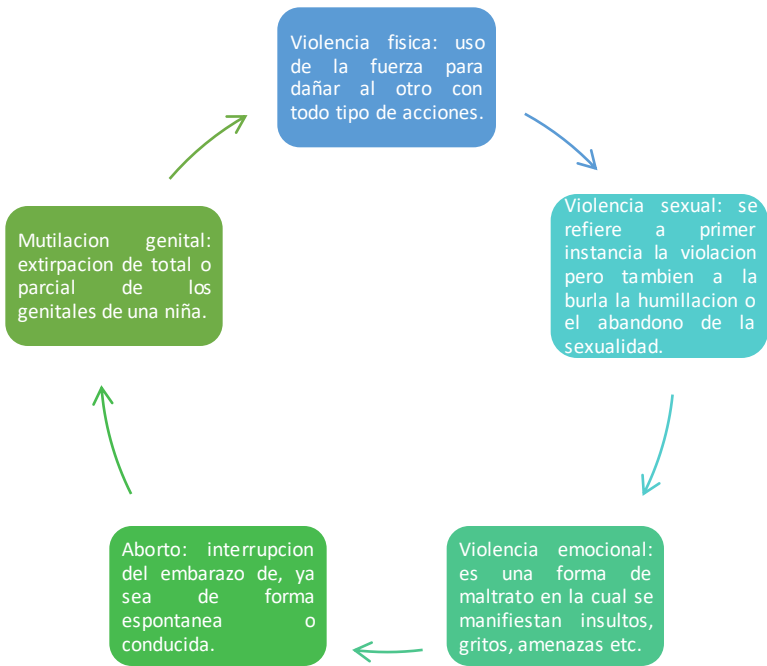 Violencia fisica: uso
de la fuerza para
dañar al otro con
todo tipo de acciones.
Violencia sexual: se
refiere a primer
instancia la violacion
pero tambien a la
burla la humillacion o
el abandono de la
sexualidad.
Violencia emocional:
es una forma de
maltrato en la cual se
manifiestan insultos,
gritos, amenazas etc.
Aborto: interrupcion
del embarazo de, ya
sea de forma
espontanea o
conducida.
Mutilacion genital:
extirpacion de total o
parcial de los
genitales de una niña.